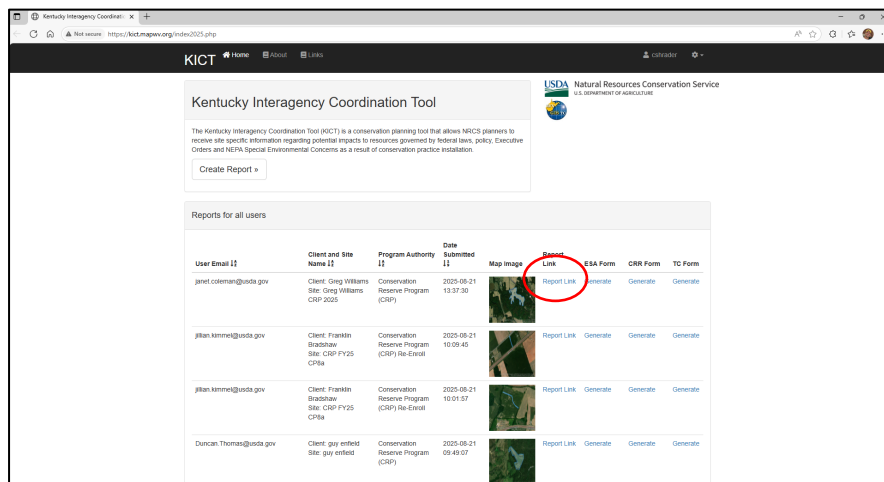 Kentucky Interagency Coordinatio
Not secure https://kict.mapwv.org/index2025.php
KICT Home About Links cshrader
Kentucky Interagency Coordination Tool
The Kentucky Interagency Coordination Tool (KICT) is a conservation planning tool that allows NRCS planners to
receive site specific information regarding potential impacts to resources governed by federal laws, policy, Executive
Orders and NEPA Special Environmental Concerns as a result of conservation practice installation.
Create Report »
USDA Natural Resources Conservation Service
U.S. DEPARTMENT OF AGRICULTURE
Reports for all users
User Email
Client and Site
Name
Program Authority
Date
Submitted
Map Image
Report
Link
ESA Form
CRR Form
TC Form
janet.coleman@usda.gov
Client: Greg Williams
Site: Greg Williams
CRP 2025
Conservation
Reserve Program
(CRP)
2025-08-21
13:37:30
Report Link
Generate
Generate
Generate
jillian.kimmel@usda.gov
Client: Franklin
Bradshaw
Site: CRP FY25
CP8a
Conservation
Reserve Program
(CRP) Re-Enroll
2025-08-21
10:09:45
Report Link
Generate
Generate
Generate
jillian.kimmel@usda.gov
Client: Franklin
Bradshaw
Site: CRP FY25
CP8a
Conservation
Reserve Program
(CRP) Re-Enroll
2025-08-21
10:01:57
Report Link
Generate
Generate
Generate
Duncan.Thomas@usda.gov
Client: guy enfield
Site: guy enfield
Conservation
Reserve Program
(CRP)
2025-08-21
09:49:07
Report Link
Generate
Generate
Generate